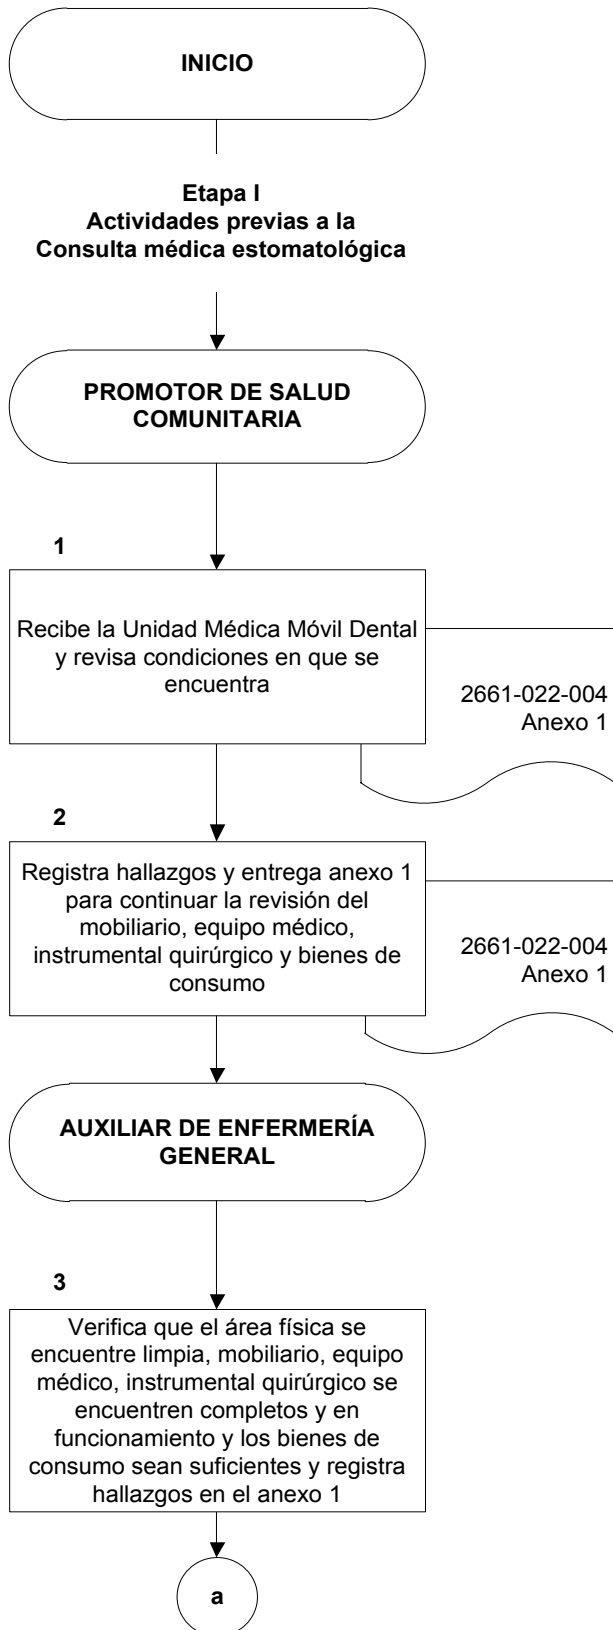 INICIO
Etapa I
Actividades previas a la
Consulta médica estomatológica
PROMOTOR DE SALUD
COMUNITARIA
1
Recibe la Unidad Médica Móvil Dental
y revisa condiciones en que se
encuentra
2661-022-004
Anexo 1
2
Registra hallazgos y entrega anexo 1
para continuar la revisión del
mobiliario, equipo médico,
instrumental quirúrgico y bienes de
consumo
2661-022-004
Anexo 1
AUXILIAR DE ENFERMERÍA
GENERAL
3
Verifica que el área física se
encuentre limpia, mobiliario, equipo
médico, instrumental quirúrgico se
encuentren completos y en
funcionamiento y los bienes de
consumo sean suficientes y registra
hallazgos en el anexo 1
a